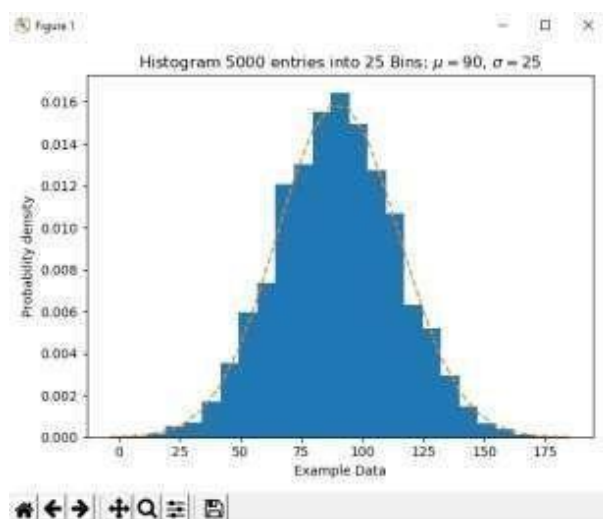 Figure 1
Histogram 5000 entries into 25 Bins: μ = 90, σ = 25
0.016
0.014
0.012
0.010
0.008
0.006
0.004
0.002
0.000
Probability density
0 25 50 75 100 125 150 175
Example Data